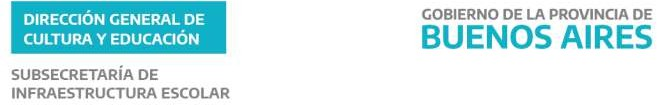 DIRECCIÓN GENERAL DE
CULTURA Y EDUCACIÓN
SUBSECRETARÍA DE
INFRAESTRUCTURA ESCOLAR
GOBIERNO DE LA PROVINCIA DE
BUENOS AIRES